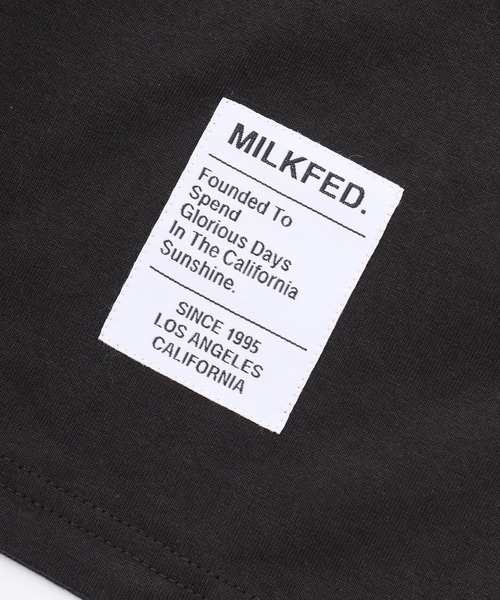 MILKFED.
Founded To
Spend
Glorious Days
In The California
Sunshine.
SINCE 1995
LOS ANGELES
CALIFORNIA